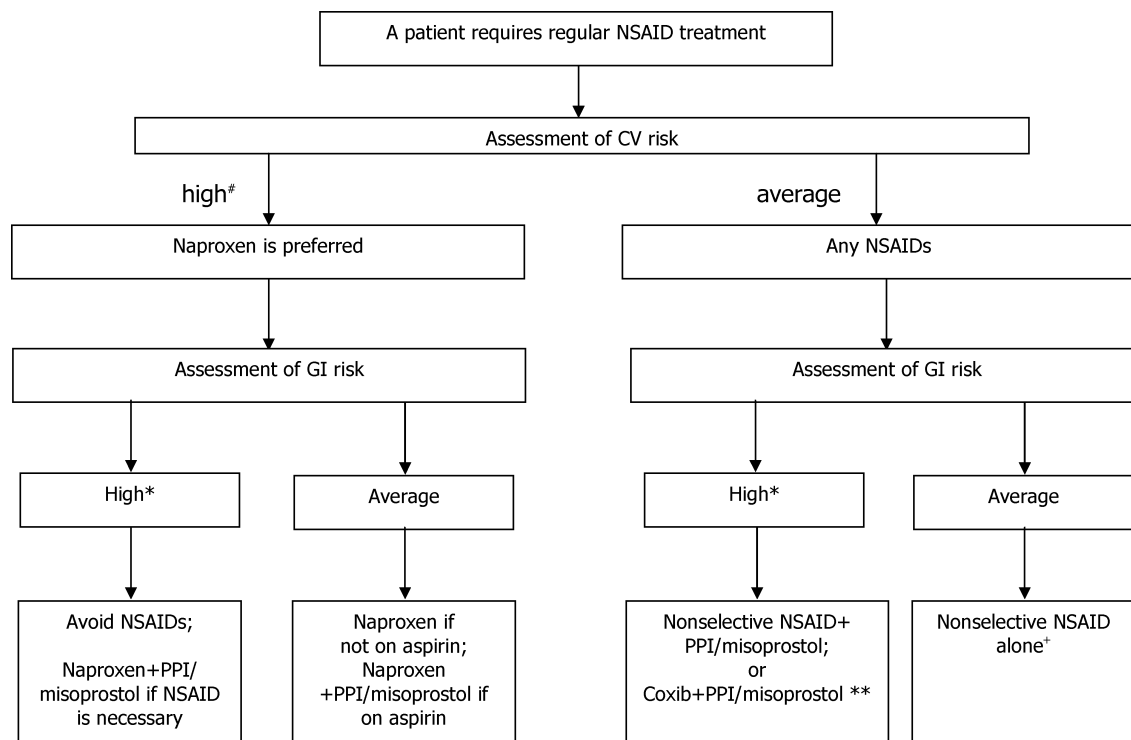 A patient requires regular NSAID treatment
Assessment of CV risk
high#
average
Naproxen is preferred
Any NSAIDs
Assessment of GI risk
Assessment of GI risk
High*
Average
High*
Average
Avoid NSAIDs;
Naproxen+PPI/
misoprostol if NSAID
is necessary
Naproxen if
not on aspirin;
Naproxen
+PPI/misoprostol if
on aspirin
Nonselective NSAID+
PPI/misoprostol;
or
Coxib+PPI/misoprostol **
Nonselective NSAID
alone+